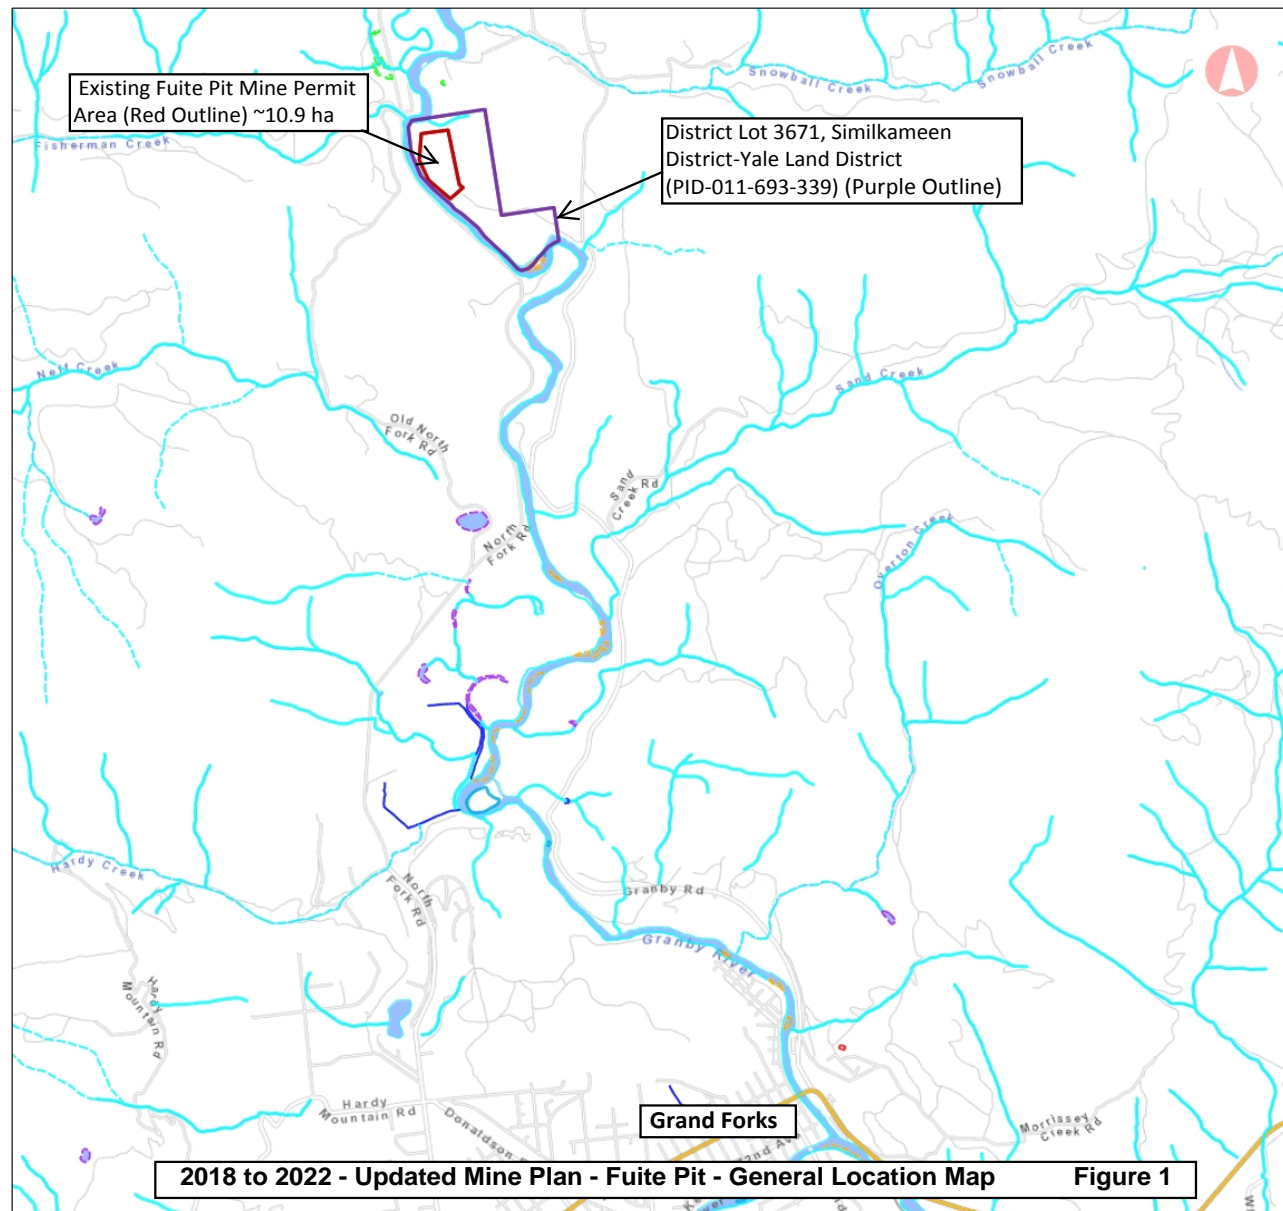 Snowball Creek
Snowball Creek
Existing Fuite Pit Mine Permit
Area (Red Outline) ~10.9 ha
Fisherman Creek
District Lot 3671, Similkameen
District-Yale Land District
(PID-011-693-339) (Purple Outline)
Neff Creek
Sand Creek
Old North
Fork Rd
Sand
Creek Rd
North
Fork Rd
Overton Creek
Hardy Creek
North
Fork Rd
Granby Rd
Granby River
Hardy
Mountain Rd
Hardy
Mountain Rd
Donaldson
Grand Forks
Morrissey
Creek Rd
72nd Av
2018 to 2022 - Updated Mine Plan - Fuite Pit - General Location Map Figure 1